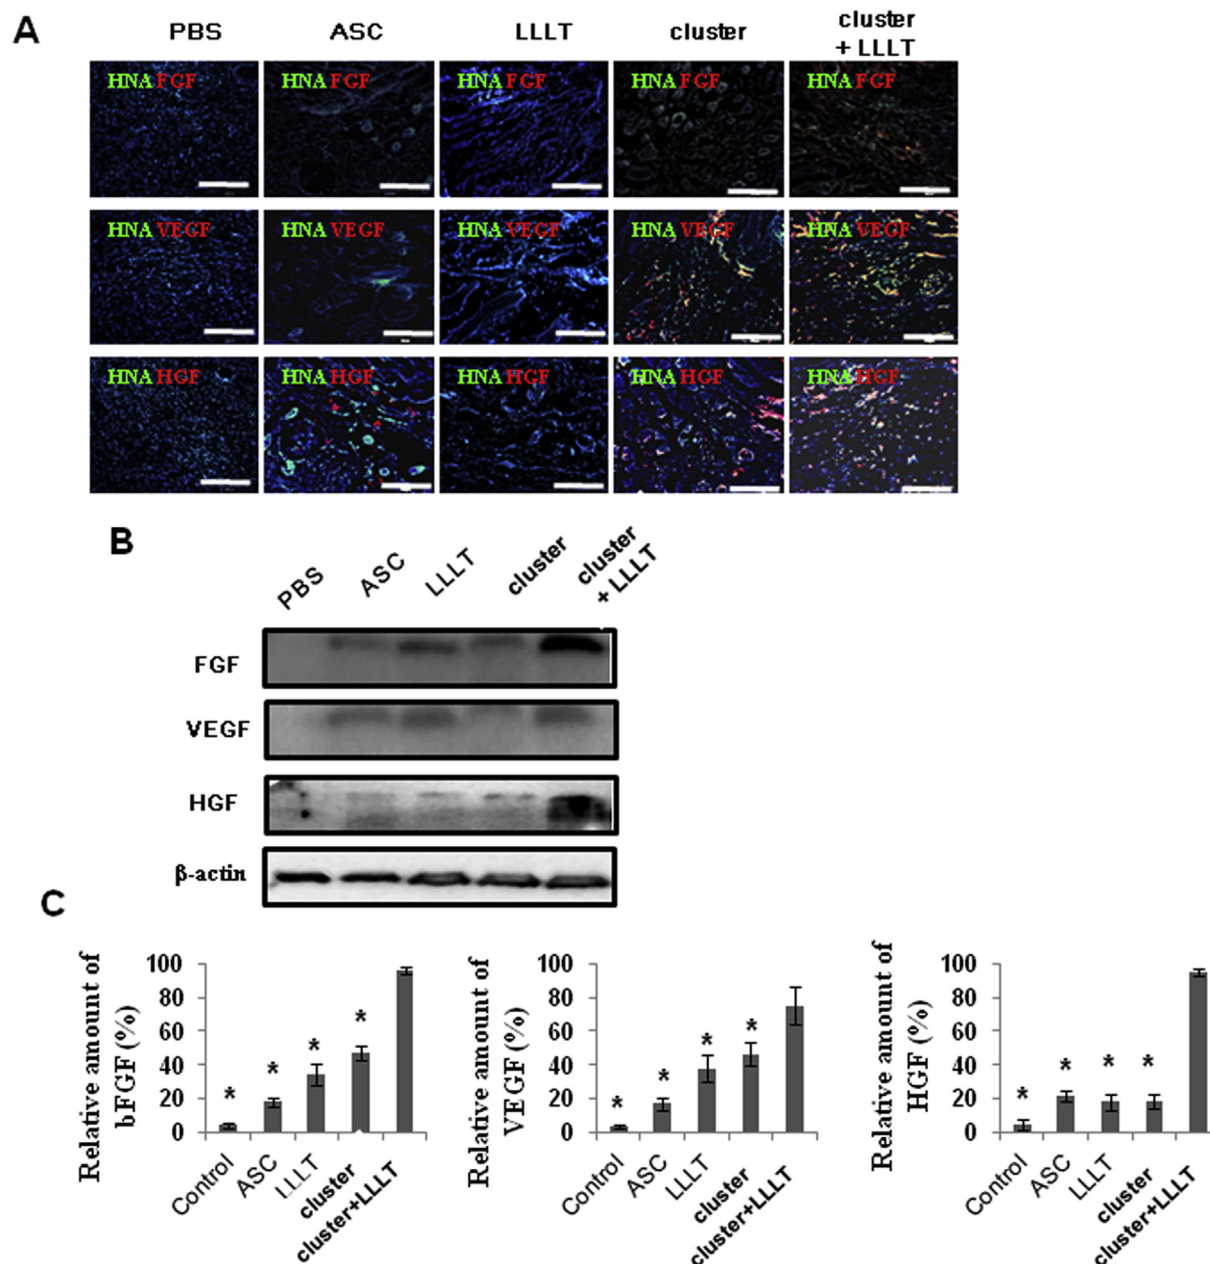 A
PBS ASC LLLT cluster cluster
+ LLLT
HNA FGF HNA FGF HNA FGF HNA FGF HNA FGF
HNA VEGF HNA VEGF HNA VEGF HNA VEGF HNA VEGF
HNA HGF HNA HGF HNA HGF HNA HGF HNA HGF
B
PBS ASC LLLT cluster cluster
+ LLLT
FGF
VEGF
HGF
β-actin
C
Relative amount of
bFGF (%)
100
80
60
40
20
0
* * * *
Control ASC LLLT cluster cluster+LLLT
Relative amount of
VEGF (%)
100
80
60
40
20
0
* * * *
Control ASC LLLT cluster cluster+LLLT
Relative amount of
HGF (%)
100
80
60
40
20
0
* * * *
Control ASC LLLT cluster cluster+LLLT